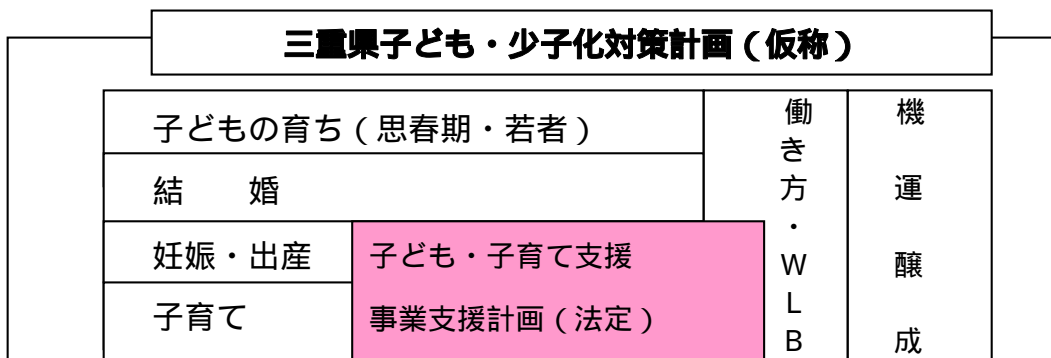 三重県子ども・少子化対策計画(仮称)
子どもの育ち(思春期・若者)
結 婚
妊娠・出産
子育て
子ども・子育て支援
事業支援計画(法定)
働き方・WLB
機運醸成